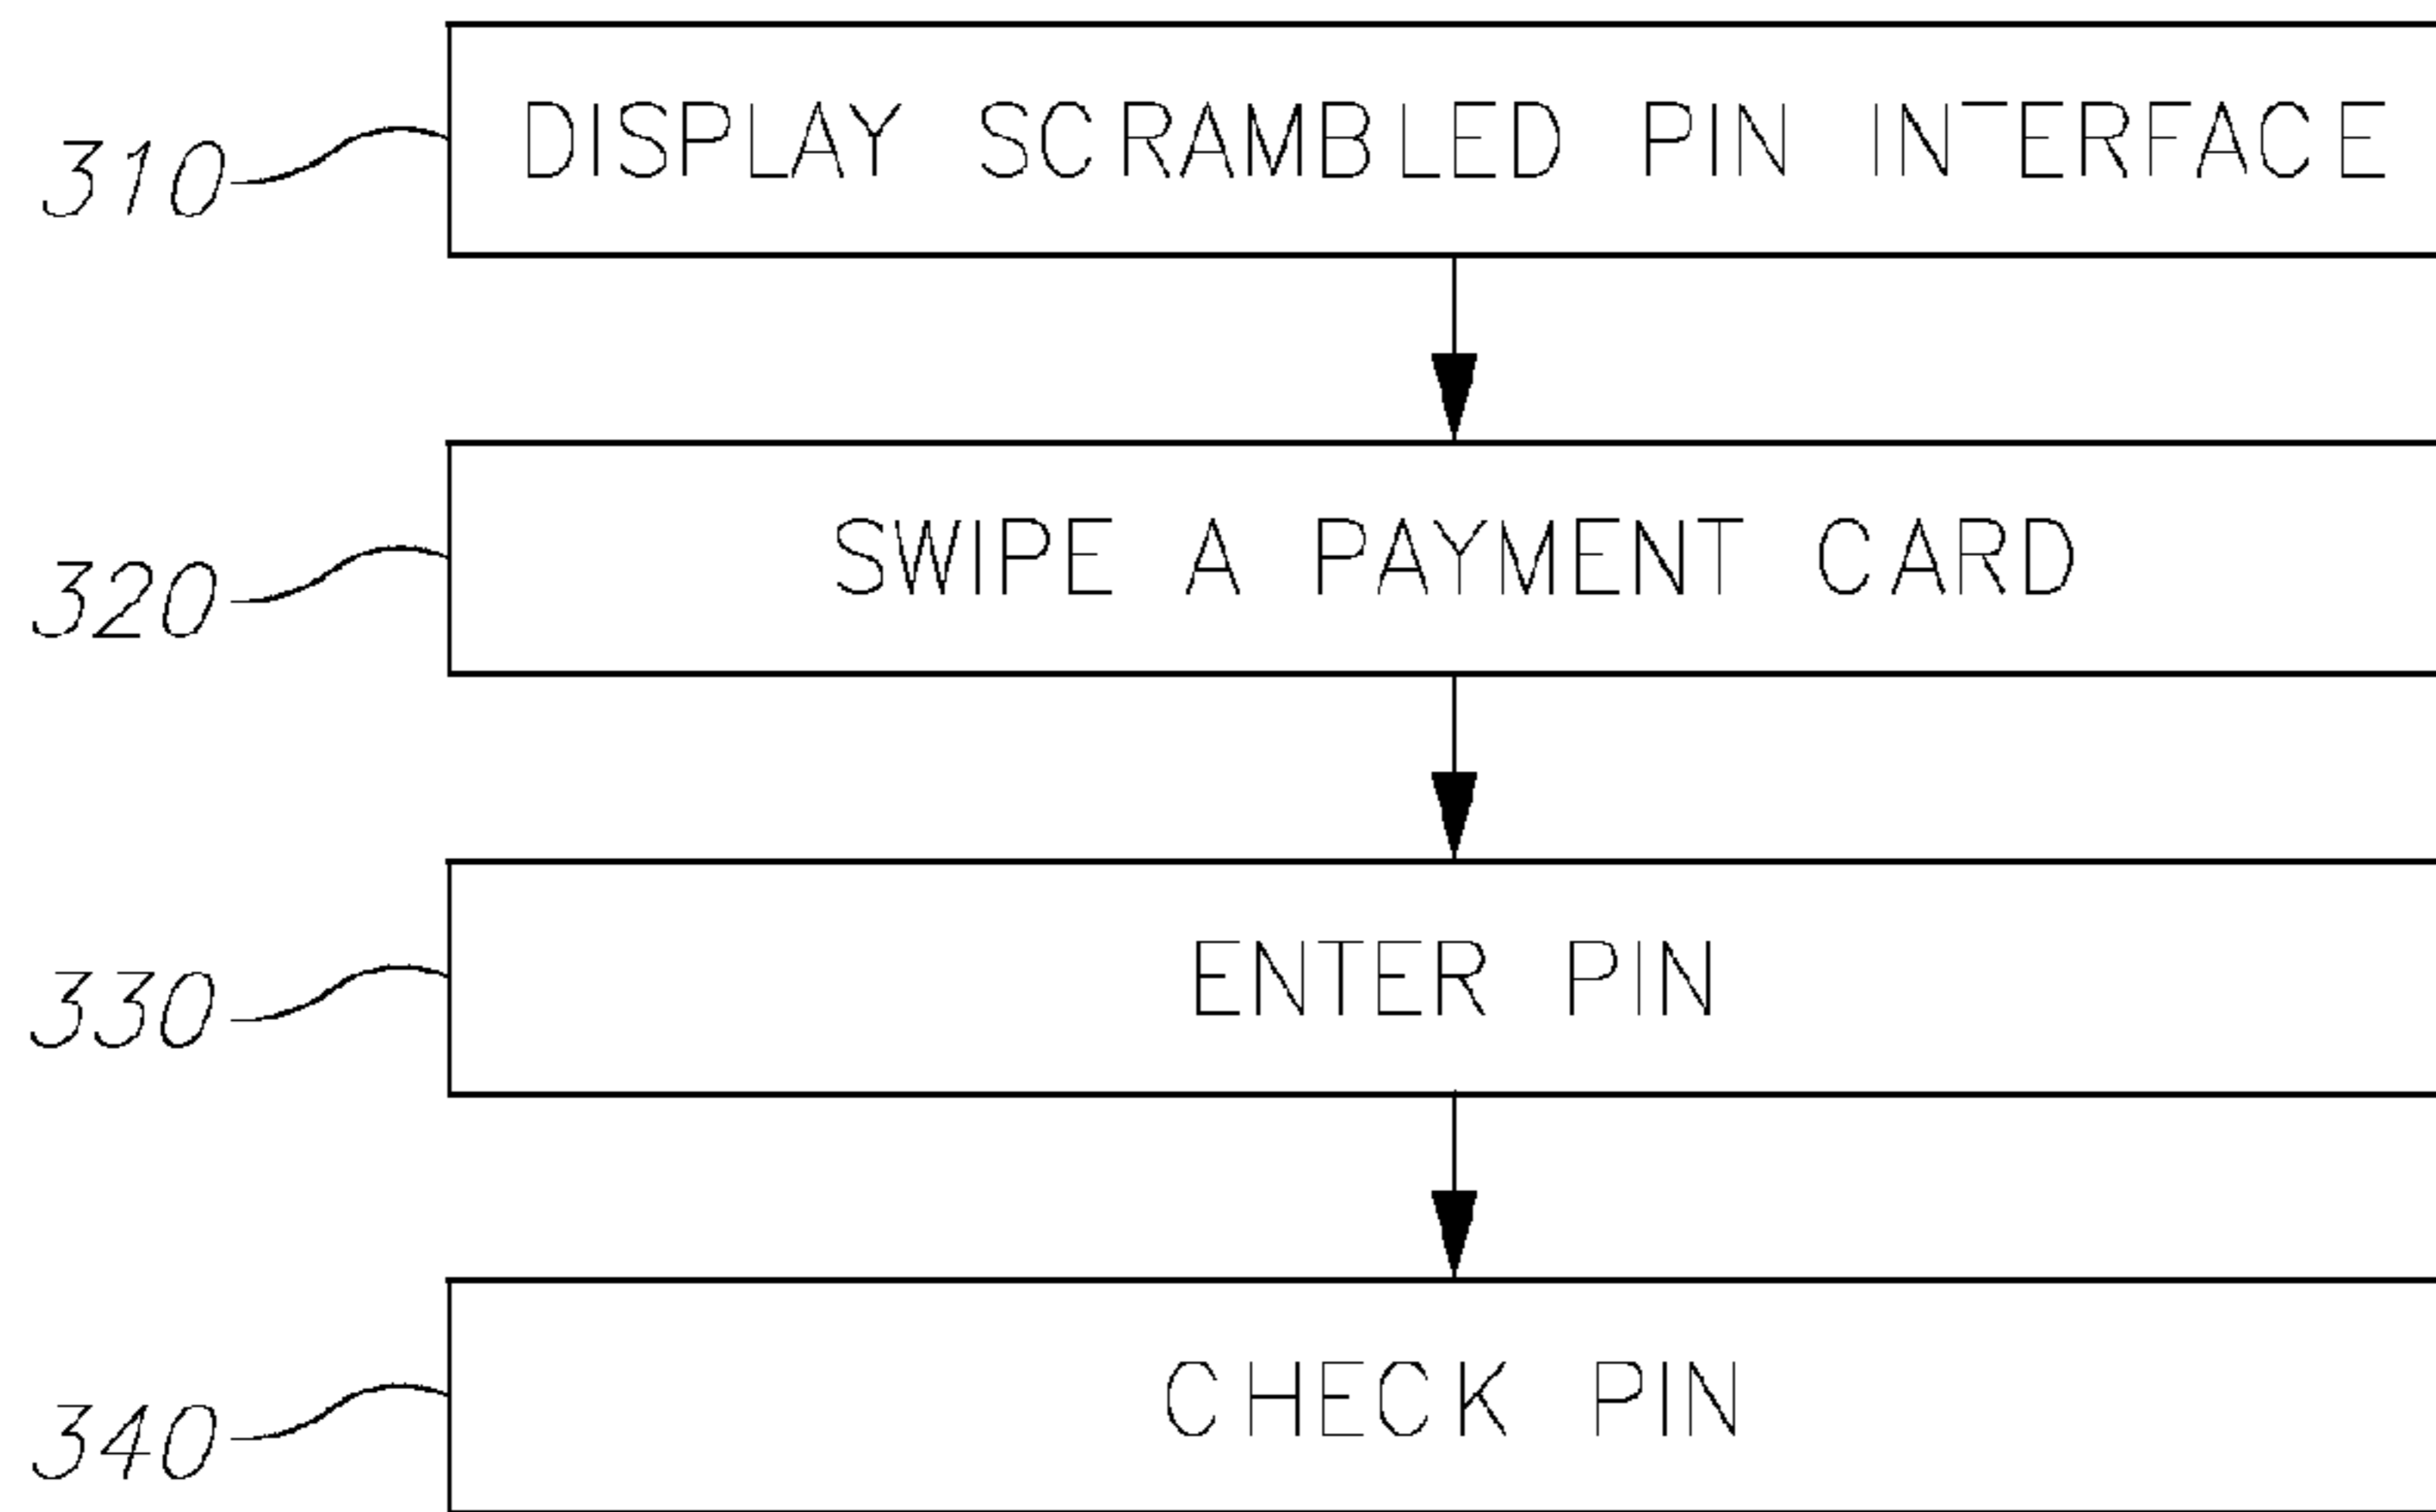 310 DISPLAY SCRAMBLED PIN INTERFACE
320 SWIPE A PAYMENT CARD
330 ENTER PIN
340 CHECK PIN